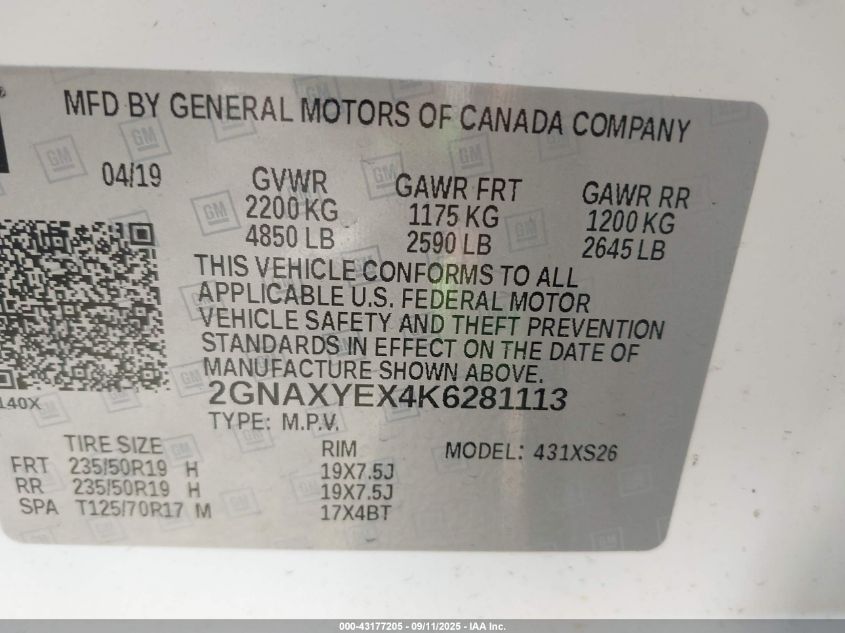 MFD BY GENERAL MOTORS OF CANADA COMPANY
04/19 GVWR GAWR FRT GAWR RR
2200 KG 1175 KG 1200 KG
4850 LB 2590 LB 2645 LB
THIS VEHICLE CONFORMS TO ALL
APPLICABLE U.S. FEDERAL MOTOR
VEHICLE SAFETY AND THEFT PREVENTION
STANDARDS IN EFFECT ON THE DATE OF
MANUFACTURE SHOWN ABOVE.
140X 2GNAXYEX4K6281113
TYPE: M.P.V.
TIRE SIZE RIM MODEL: 431XS26
FRT 235/50R19 H 19X7.5J
RR 235/50R19 H 19X7.5J
SPA T125/70R17 M 17X4BT
000-43177205 - 09/11/2025 - IAA Inc.